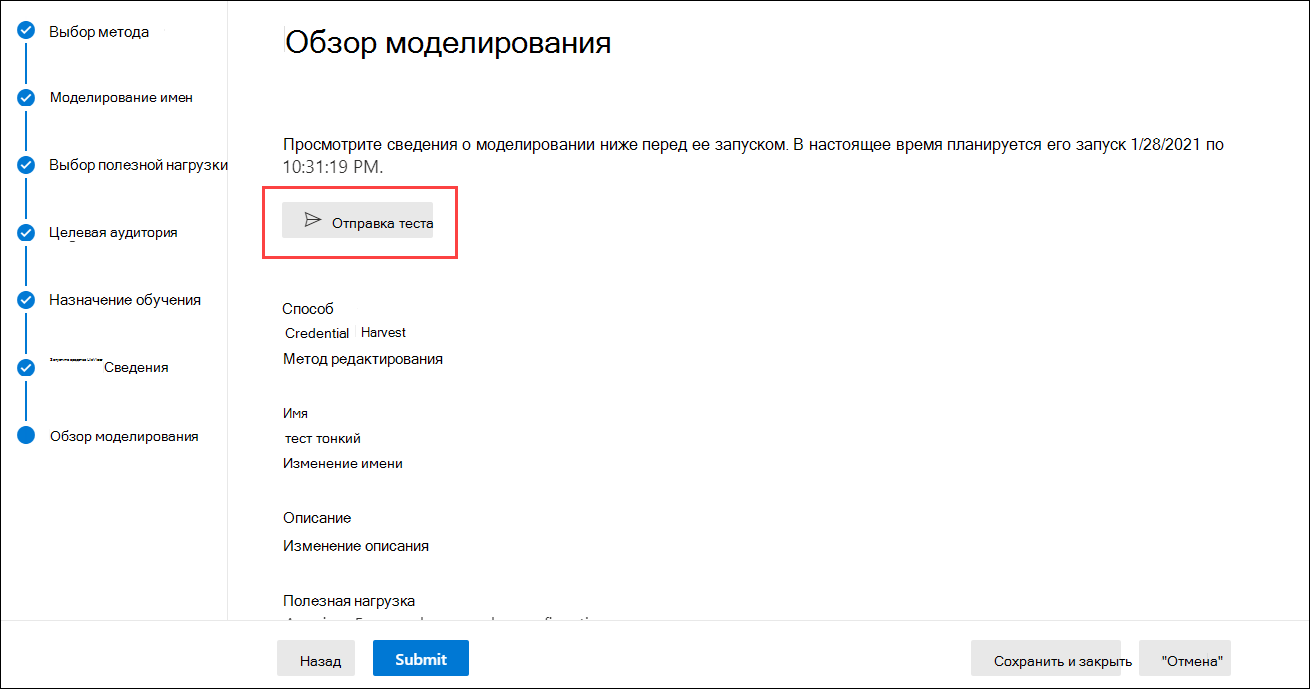 Выбор метода
Моделирование имен
Выбор полезной нагрузки
Целевая аудитория
Назначение обучения
Сведения
Обзор моделирования
Обзор моделирования
Просмотрите сведения о моделировании ниже перед ее запуском. В настоящее время планируется его запуск 1/28/2021 по
10:31:19 PM.
Отправка теста
Способ
Credential Harvest
Метод редактирования
Имя
тест тонкий
Изменение имени
Описание
Изменение описания
Полезная нагрузка
Назад
Submit
Сохранить и закрыть
"Отмена"